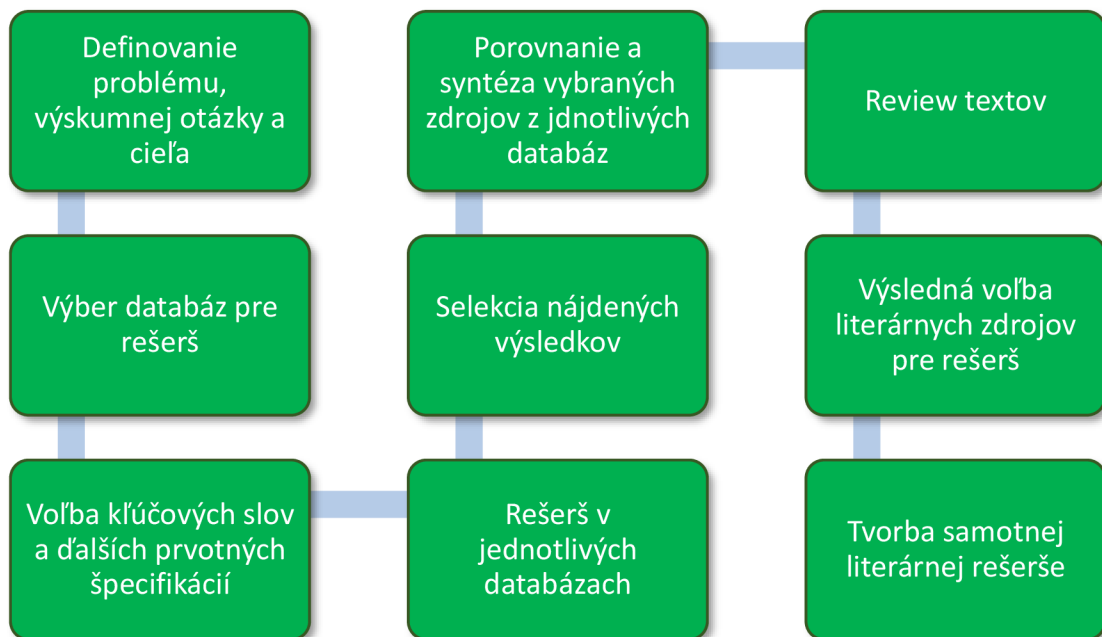 Definovanie
problému,
výskumnej otázky a
cieľa
Výber databáz pre
rešerš
Voľba kľúčových slov
a ďalších prvotných
špecifikácií
Rešerš v
jednotlivých
databázach
Selekcia nájdených
výsledkov
Porovnanie a
syntéza vybraných
zdrojov z jdnotlivých
databáz
Review textov
Výsledná voľba
literárnych zdrojov
pre rešerš
Tvorba samotnej
literárnej rešerše